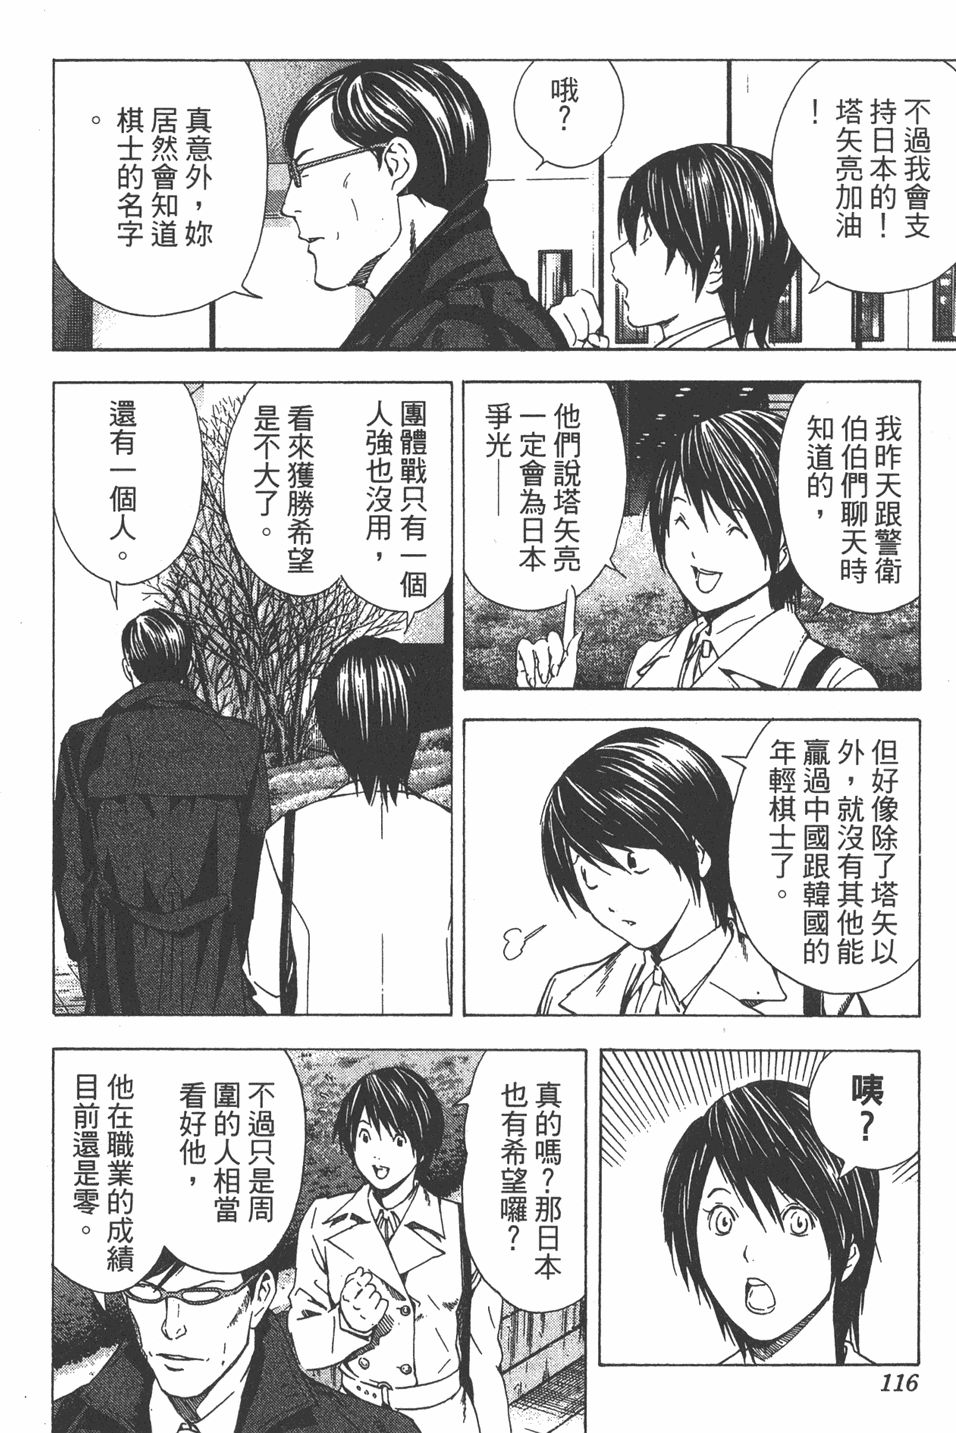 不過我會支
持日本的！
塔矢亮加油
！
哦？
真意外，妳
居然會知道
棋士的名字
。
我昨天跟警衛
伯伯們聊天時
知道的，
他們說塔矢亮
一定會為日本
爭光——
但好像除了塔矢以
外，就沒有其他能
贏過中國跟韓國的
年輕棋士了。
團體戰只有一個
人強也沒用，
看來獲勝希望
是不大了。
還有一個人。
咦？
真的嗎？那日本
也有希望囉？
不過只是周
圍的人相當
看好他，
他在職業的成績
目前還是零。
116